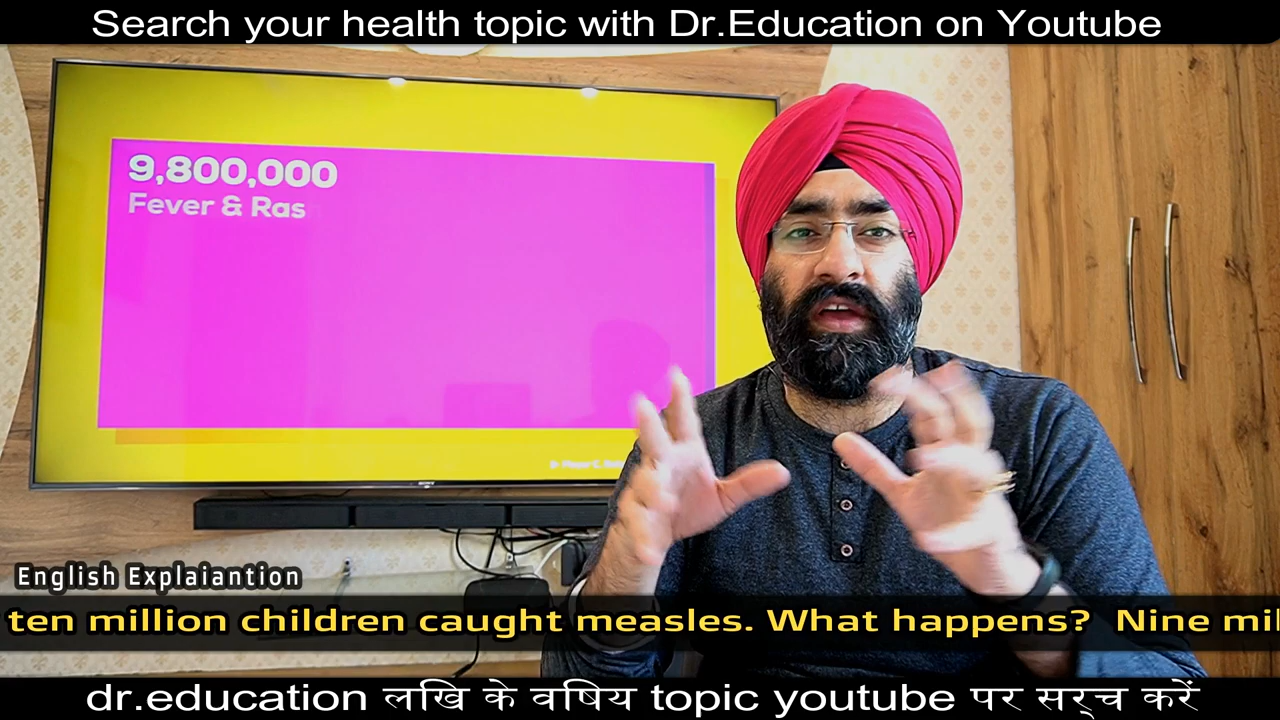 Search your health topic with Dr.Education on Youtube
9,800,000
Fever & Ras
SONY
English Explaiantion
ten million children caught measles. What happens? Nine mil
dr.education लखि के वषिय topic youtube पर सर्च करें